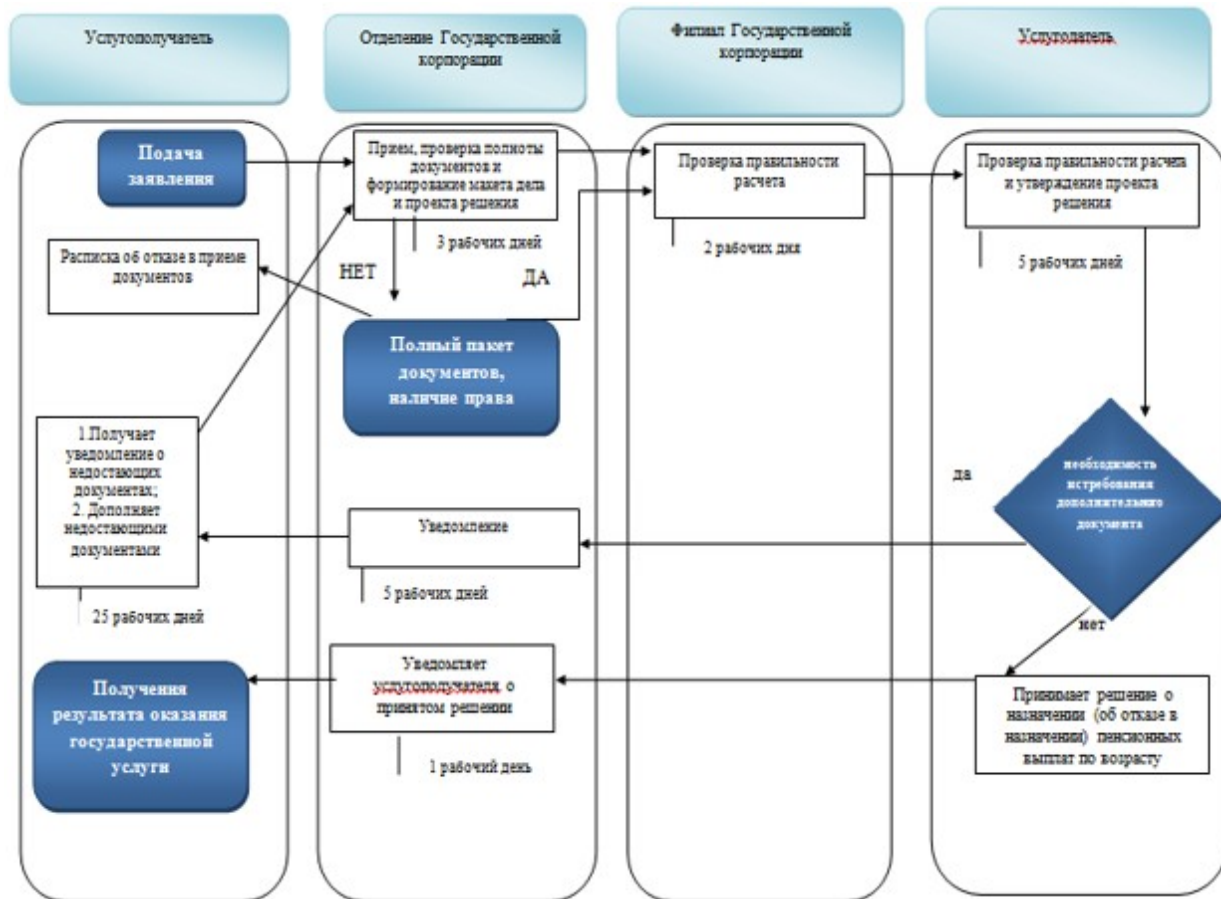 Услугополучатель
Отделение Государственной
корпорации
Филиал Государственной
корпорации
Услугодатель
Подача
заявления
Прием, проверка полноты
документов и
формирование макета дела
и проекта решения
3 рабочих дней
Проверка правильности
расчета
2 рабочих дня
Проверка правильности расчета
и утверждение проекта
решения
5 рабочих дней
Расписка об отказе в приеме
документов
НЕТ
ДА
Полный пакет
документов,
наличие права
1.Получает
уведомление о
недостающих
документах;
2. Дополняет
недостающими
документами
25 рабочих дней
Уведомление
5 рабочих дней
да
необходимость
истребования
дополнительно
документа
нет
Получения
результата оказания
государственной
услуги
Уведомляет
услугополучателя о
принятом решении
1 рабочий день
Принимает решение о
назначении (об отказе в
назначении) пенсионных
выплат по возрасту